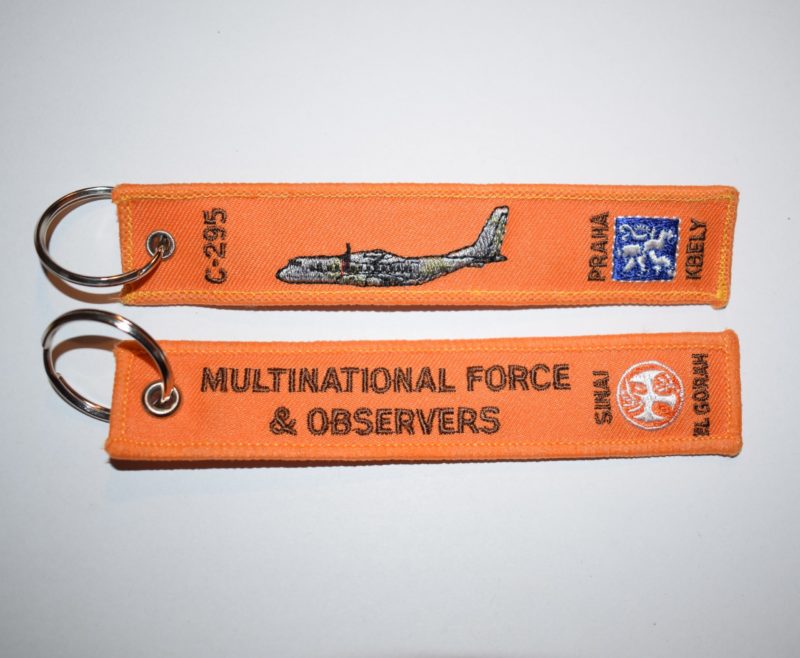 C-295
PRAHA
KBELY
MULTINATIONAL FORCE
& OBSERVERS
SINAI
EL GORAH